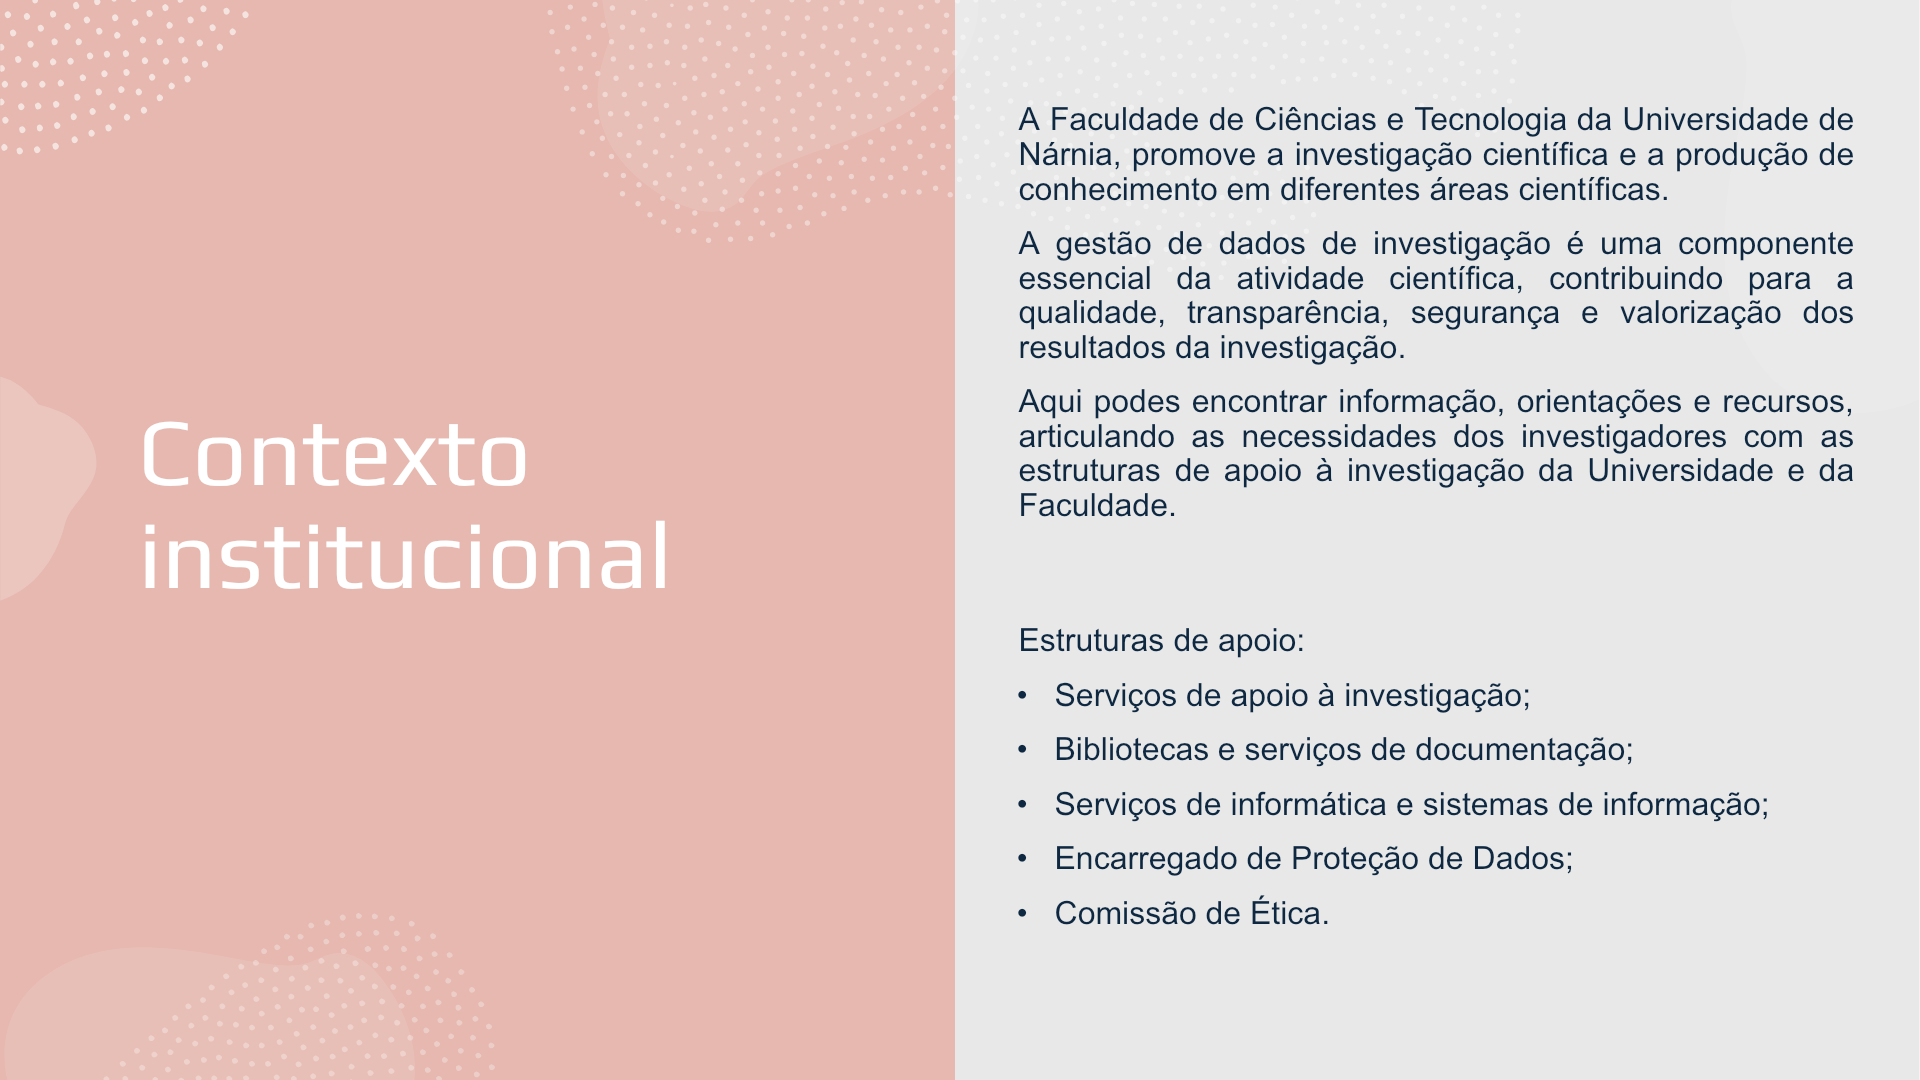 Contexto
institucional
A Faculdade de Ciências e Tecnologia da Universidade de
Nárnia, promove a investigação científica e a produção de
conhecimento em diferentes áreas científicas.
A gestão de dados de investigação é uma componente
essencial da atividade científica, contribuindo para a
qualidade, transparência, segurança e valorização dos
resultados da investigação.
Aqui podes encontrar informação, orientações e recursos,
articulando as necessidades dos investigadores com as
estruturas de apoio à investigação da Universidade e da
Faculdade.
Estruturas de apoio:
• Serviços de apoio à investigação;
• Bibliotecas e serviços de documentação;
• Serviços de informática e sistemas de informação;
• Encarregado de Proteção de Dados;
• Comissão de Ética.